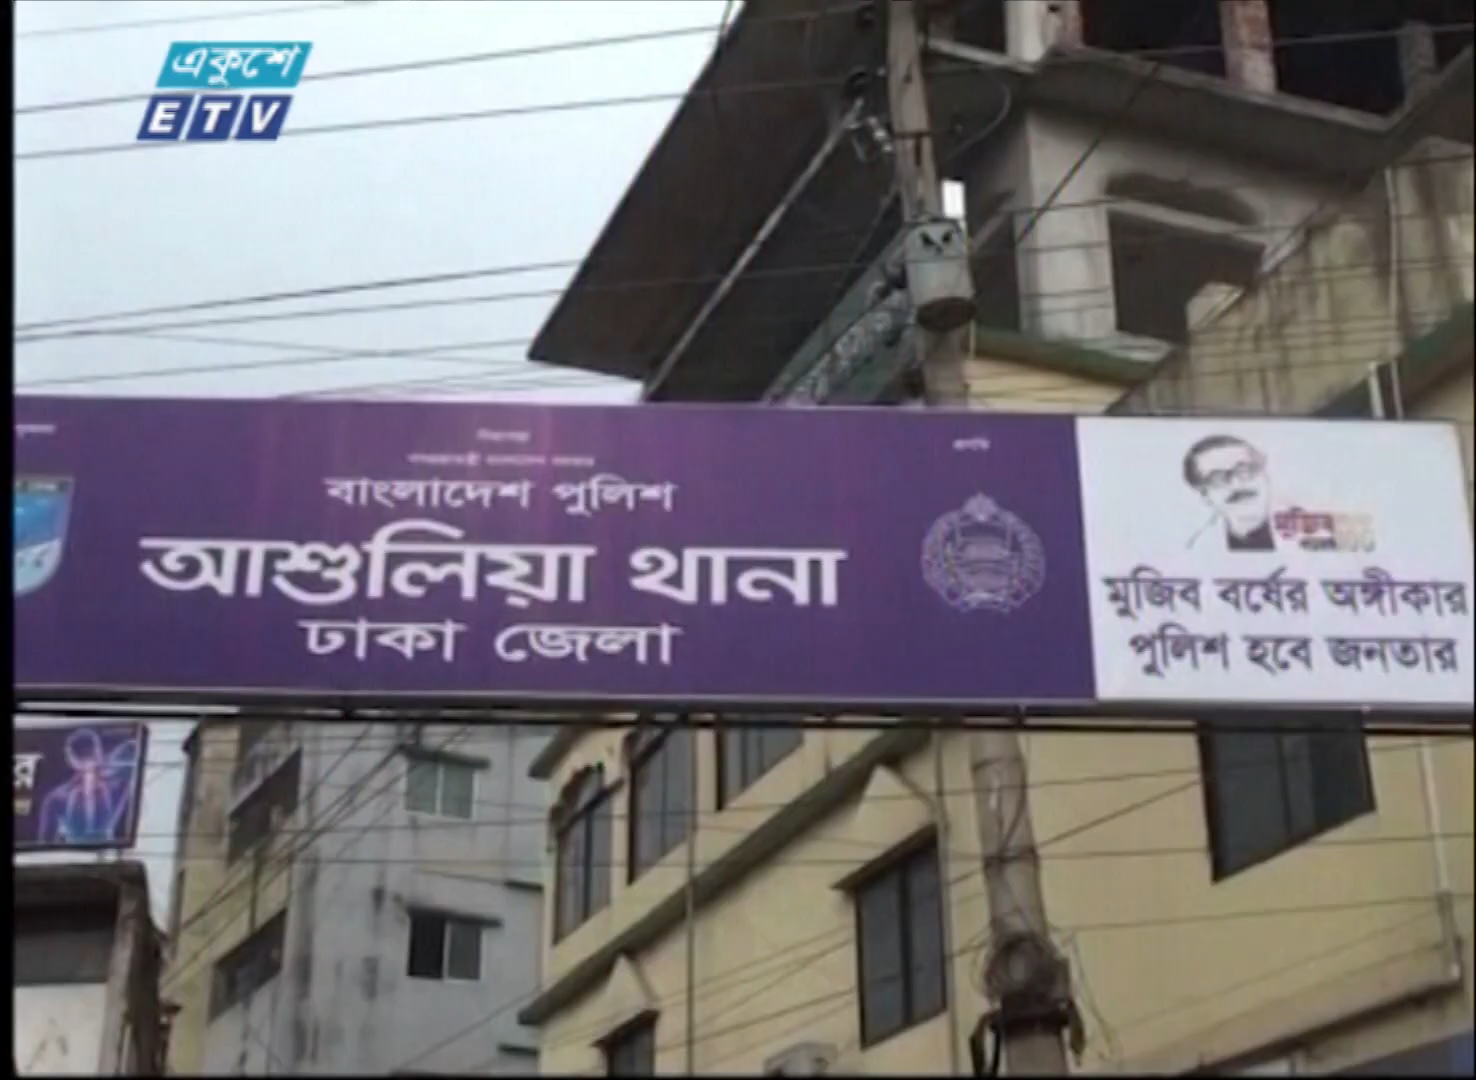 একুশে
ETV
বাংলাদেশ পুলিশ
আশুলিয়া থানা
ঢাকা জেলা
মুজিব
মুজিব বর্ষের অঙ্গীকার
পুলিশ হবে জনতার